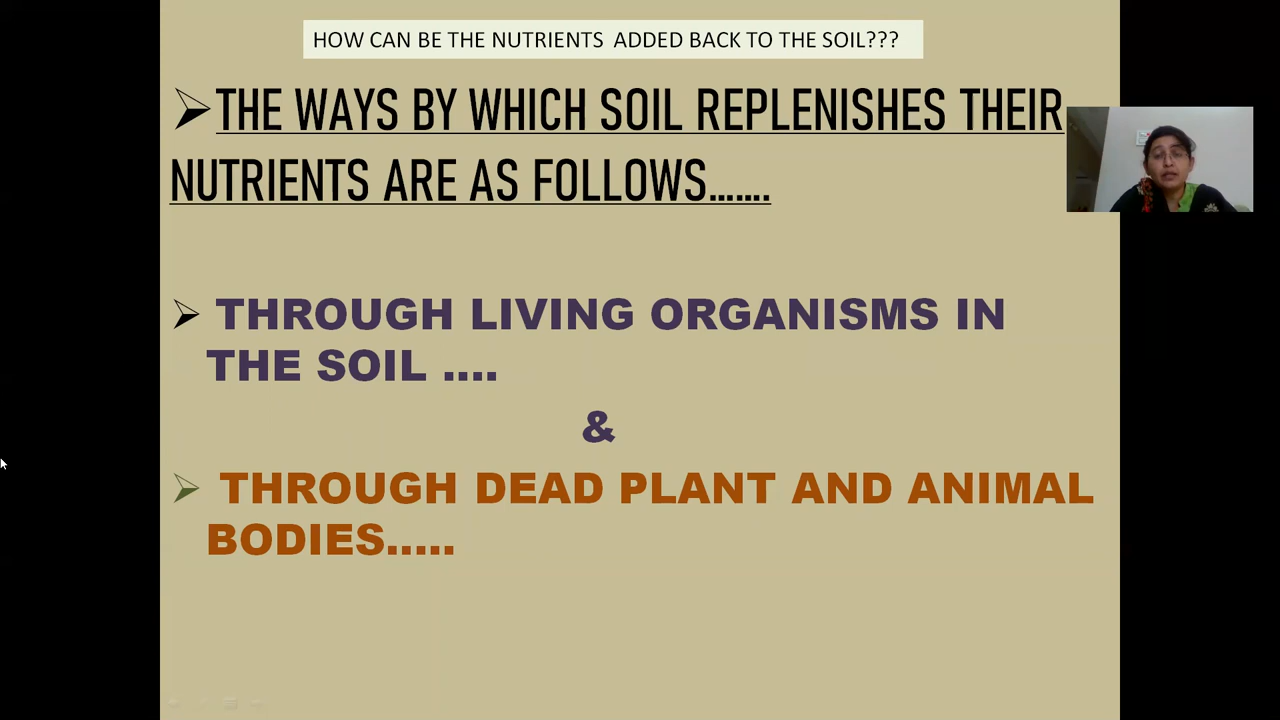 HOW CAN BE THE NUTRIENTS ADDED BACK TO THE SOIL???
➢THE WAYS BY WHICH SOIL REPLENISHES THEIR
NUTRIENTS ARE AS FOLLOWS…….
➢ THROUGH LIVING ORGANISMS IN
THE SOIL ….
&
➢ THROUGH DEAD PLANT AND ANIMAL
BODIES…..